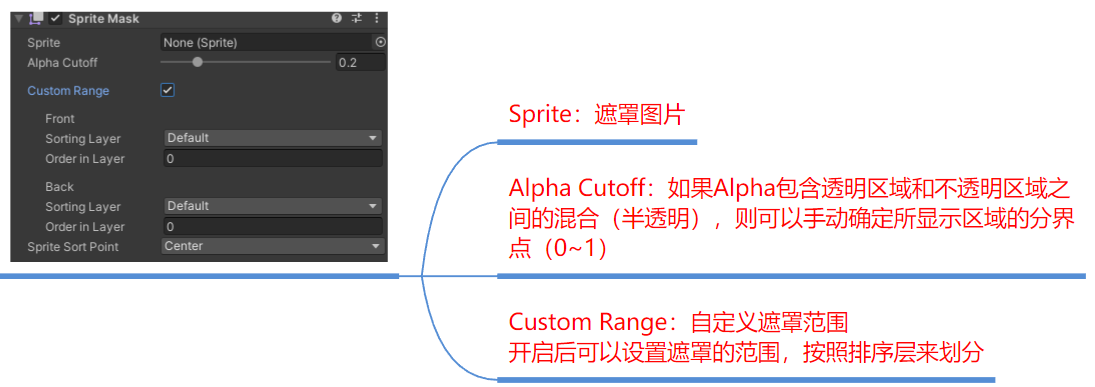 Sprite Mask
Sprite None (Sprite)
Alpha Cutoff 0.2
Custom Range
Front
Sorting Layer Default
Order in Layer 0
Back
Sorting Layer Default
Order in Layer 0
Sprite Sort Point Center
Sprite：遮罩图片
Alpha Cutoff：如果Alpha包含透明区域和不透明区域之
间的混合（半透明），则可以手动确定所显示区域的分界
点（0~1）
Custom Range：自定义遮罩范围
开启后可以设置遮罩的范围，按照排序层来划分